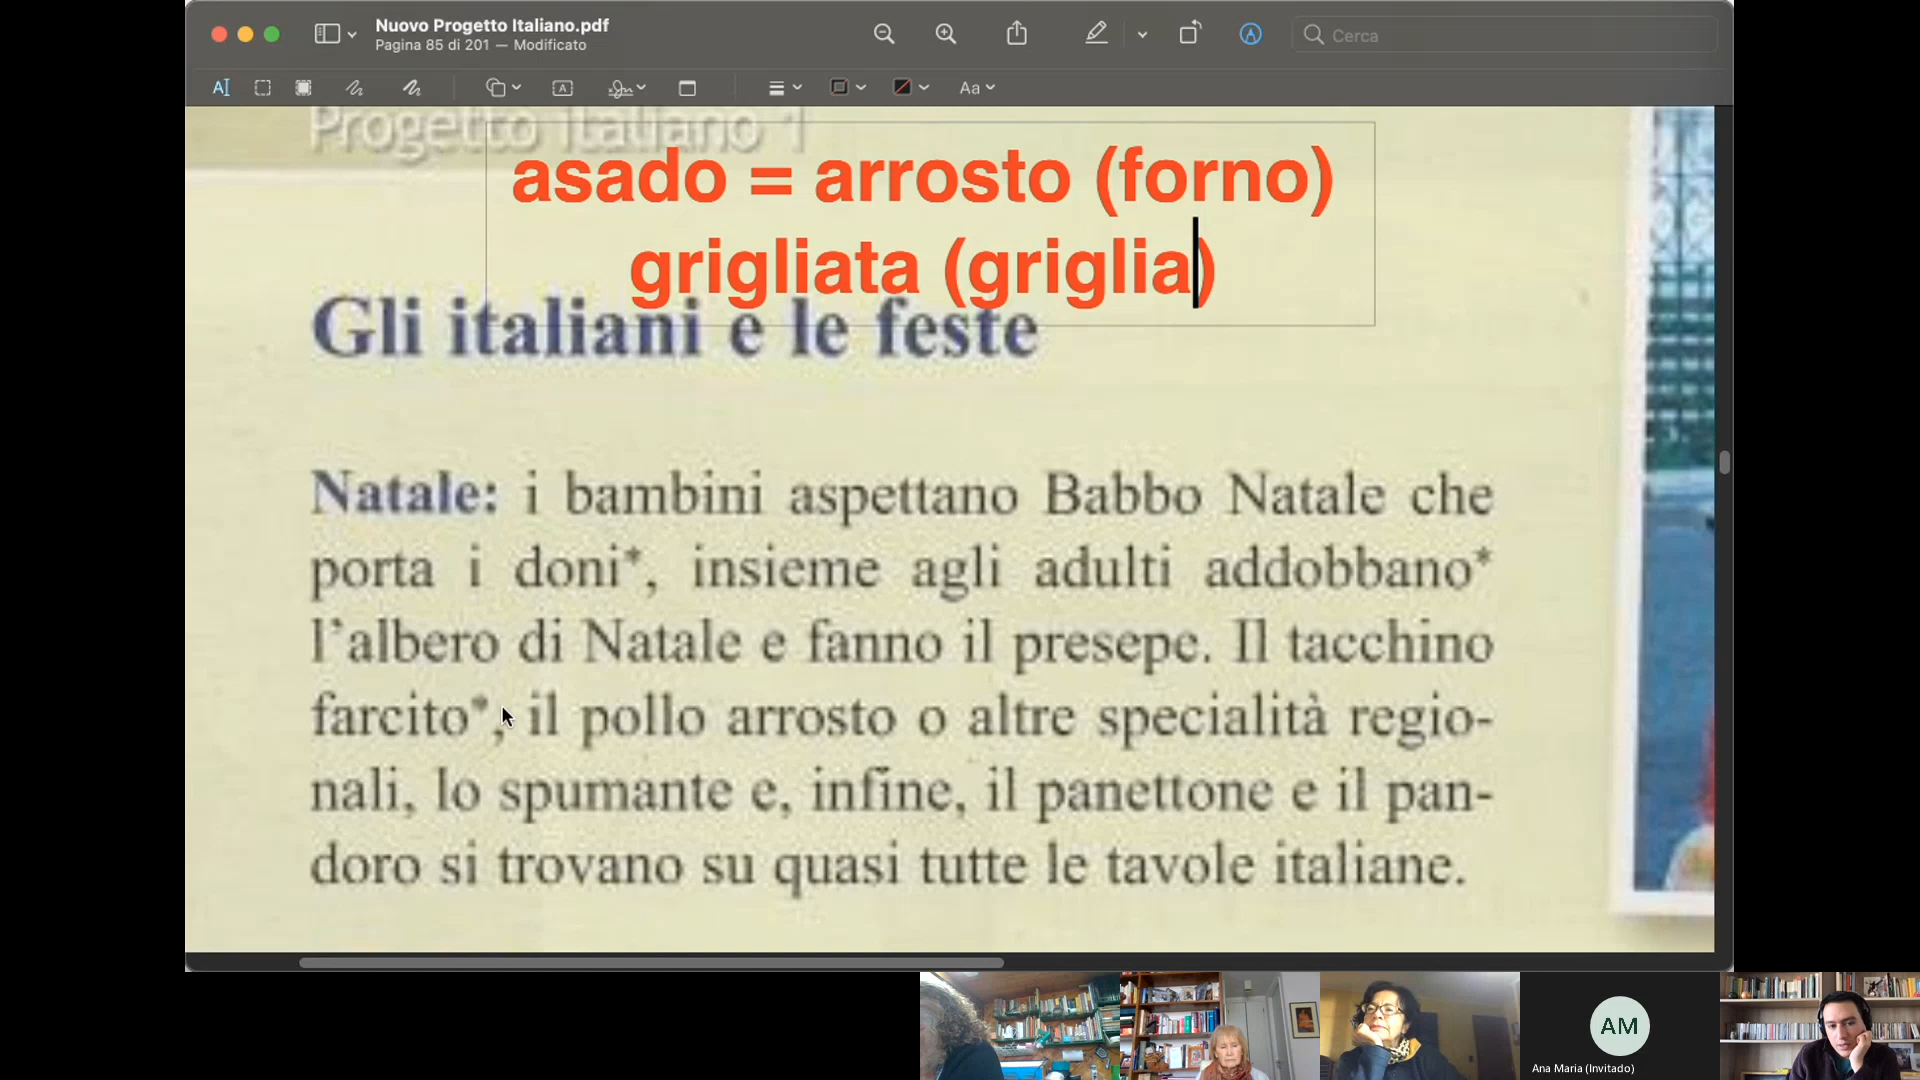 Nuovo Progetto Italiano.pdf
Pagina 85 di 201 — Modificato
Cerca
A
A
Aa
Progetto Italiano 1
asado = arrosto (forno)
grigliata (griglia)
Gli italiani e le feste
Natale: i bambini aspettano Babbo Natale che
porta i doni*, insieme agli adulti addobbano*
l'albero di Natale e fanno il presepe. Il tacchino
farcito*, il pollo arrosto o altre specialità regio-
nali, lo spumante e, infine, il panettone e il pan-
doro si trovano su quasi tutte le tavole italiane.
AM
Ana Maria (Invitado)